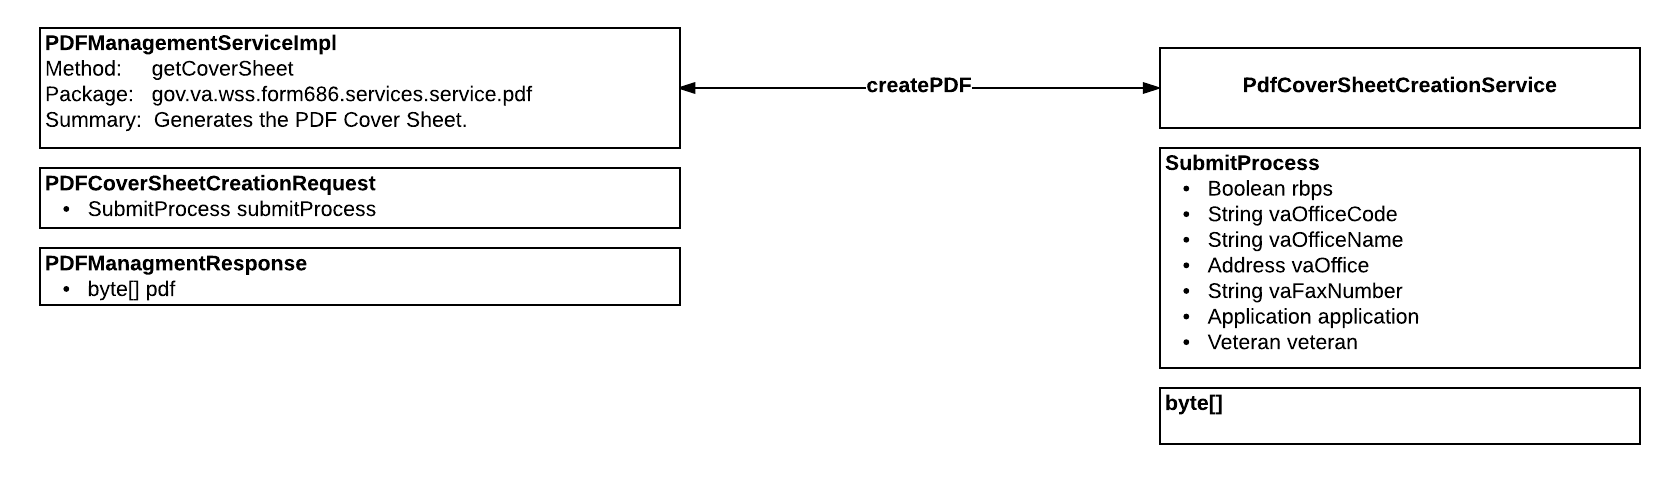 PDFManagementServiceImpl
Method: getCoverSheet
Package: gov.va.wss.form686.services.service.pdf
Summary: Generates the PDF Cover Sheet.
PDFCoverSheetCreationRequest
• SubmitProcess submitProcess
PDFManagmentResponse
• byte[] pdf
createPDF
PdfCoverSheetCreationService
SubmitProcess
• Boolean rbps
• String vaOfficeCode
• String vaOfficeName
• Address vaOffice
• String vaFaxNumber
• Application application
• Veteran veteran
byte[]